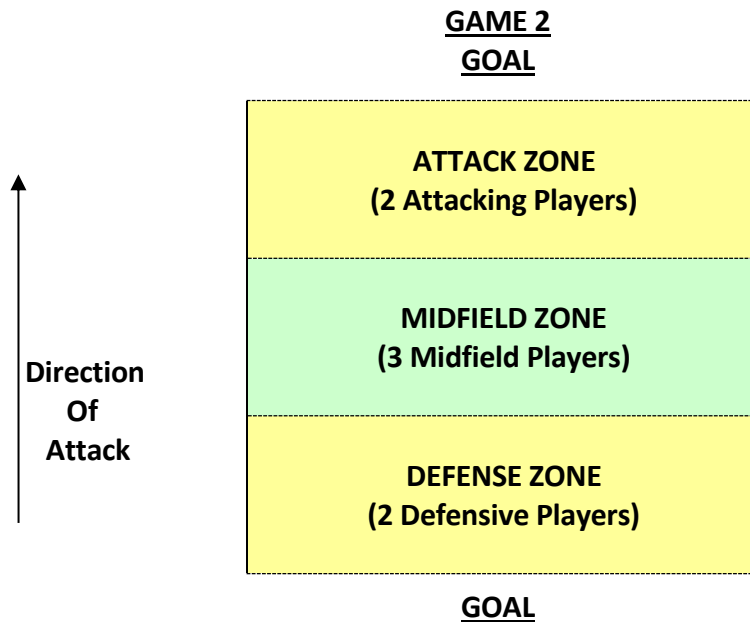 GAME 2
GOAL
ATTACK ZONE
(2 Attacking Players)
MIDFIELD ZONE
(3 Midfield Players)
Direction
Of
Attack
DEFENSE ZONE
(2 Defensive Players)
GOAL